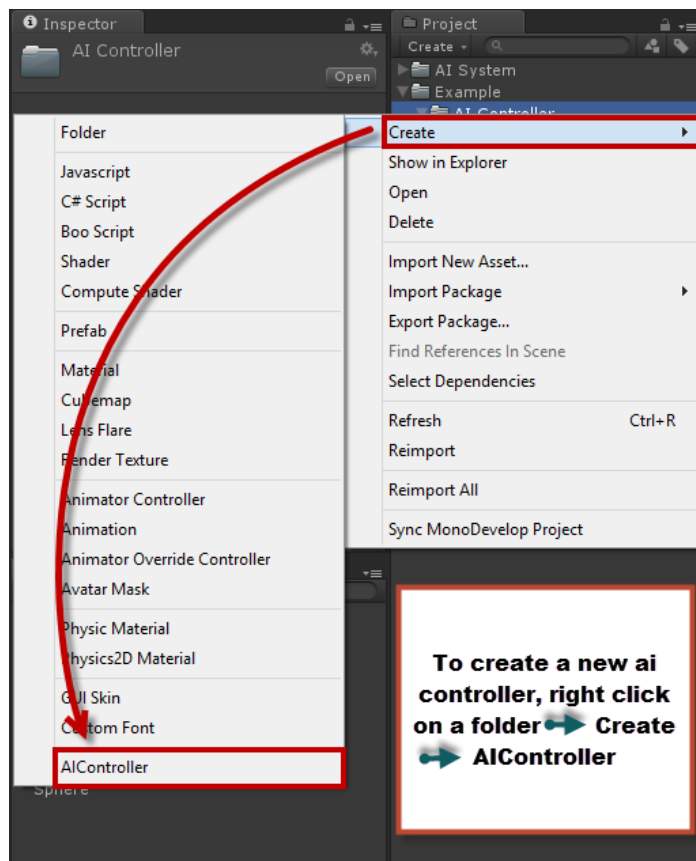 Inspector
AI Controller
Open
Project
Create
AI System
Example
AI Controller
Folder
Javascript
C# Script
Boo Script
Shader
Compute Shader
Prefab
Material
Cubemap
Lens Flare
Render Texture
Animator Controller
Animation
Animator Override Controller
Avatar Mask
Physic Material
Physics2D Material
GUI Skin
Custom Font
AIController
Sphere
Create
Show in Explorer
Open
Delete
Import New Asset...
Import Package
Export Package...
Find References In Scene
Select Dependencies
Refresh Ctrl+R
Reimport
Reimport All
Sync MonoDevelop Project
To create a new ai
controller, right click
on a folder Create
AIController